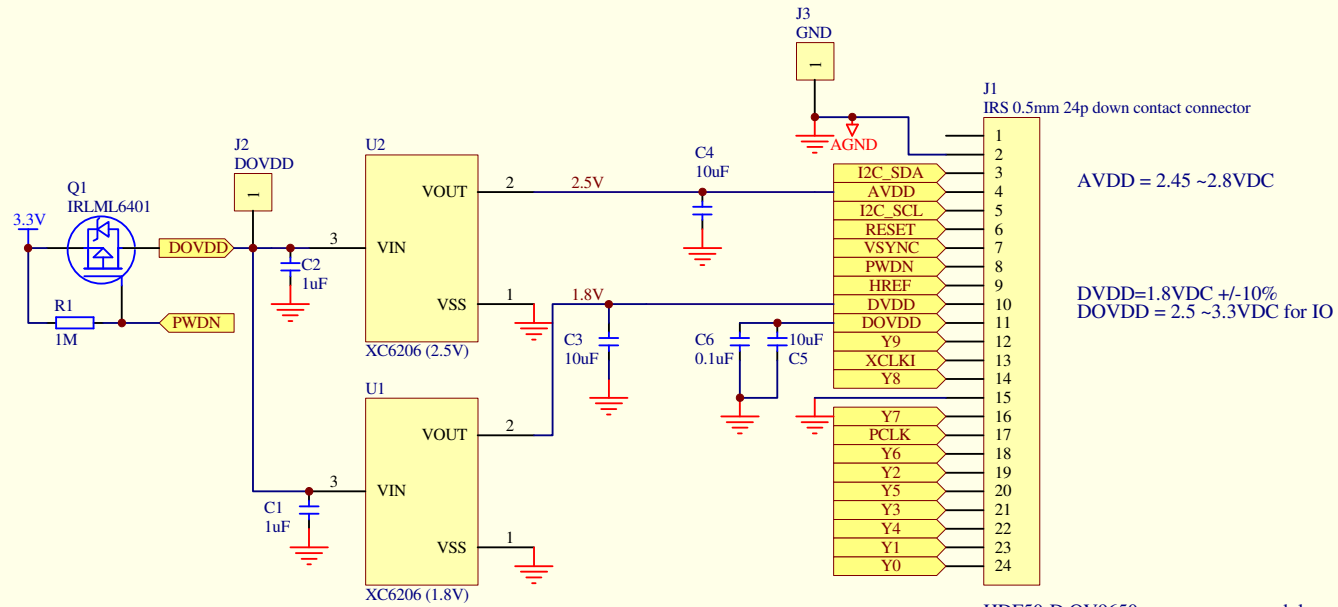 J3
GND
1
AGND
J1
IRS 0.5mm 24p down contact connector
J2
DOVDD
1
Q1
IRLML6401
3.3V
DOVDD
R1
1M
PWDN
C2
1uF
C1
1uF
U2
VOUT
2
VIN
3
VSS
1
XC6206 (2.5V)
2.5V
C4
10uF
U1
VOUT
2
VIN
3
VSS
1
XC6206 (1.8V)
1.8V
C3
10uF
C6
0.1uF
10uF
C5
1
2
I2C_SDA 3
AVDD 4
I2C_SCL 5
RESET 6
VSYNC 7
PWDN 8
HREF 9
DVDD 10
DOVDD 11
Y9 12
XCLKI 13
Y8 14
15
Y7 16
PCLK 17
Y6 18
Y2 19
Y5 20
Y3 21
Y4 22
Y1 23
Y0 24
AVDD = 2.45 ~2.8VDC
DVDD=1.8VDC +/-10%
DOVDD = 2.5 ~3.3VDC for IO